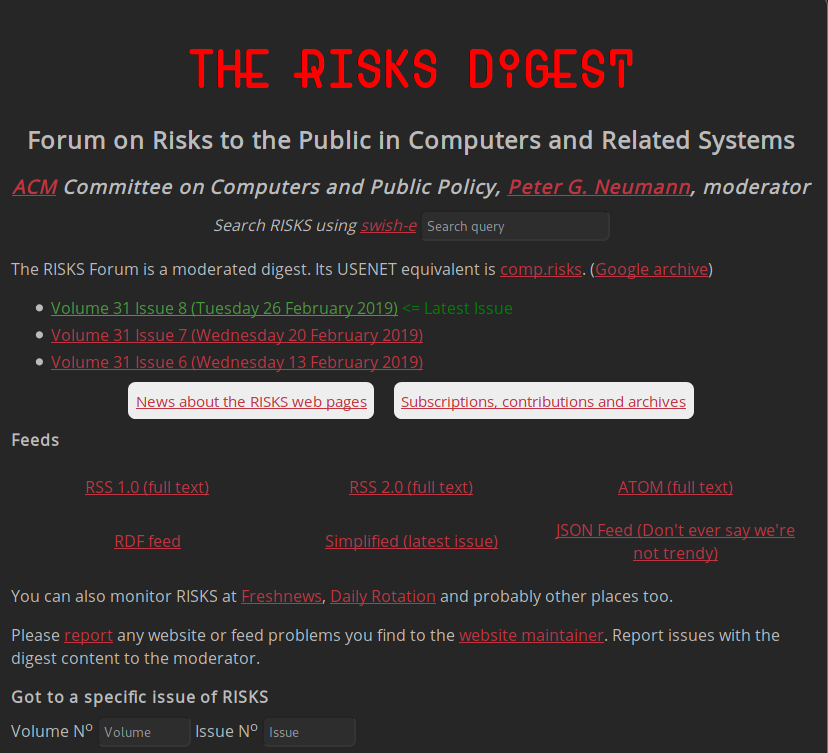 THE RISKS DIGEST
Forum on Risks to the Public in Computers and Related Systems
ACM Committee on Computers and Public Policy, Peter G. Neumann, moderator
Search RISKS using swish-e Search query
The RISKS Forum is a moderated digest. Its USENET equivalent is comp.risks. (Google archive)
Volume 31 Issue 8 (Tuesday 26 February 2019) <= Latest Issue
Volume 31 Issue 7 (Wednesday 20 February 2019)
Volume 31 Issue 6 (Wednesday 13 February 2019)
News about the RISKS web pages Subscriptions, contributions and archives
Feeds
RSS 1.0 (full text) RSS 2.0 (full text) ATOM (full text)
RDF feed Simplified (latest issue) JSON Feed (Don't ever say we're
not trendy)
You can also monitor RISKS at Freshnews, Daily Rotation and probably other places too.
Please report any website or feed problems you find to the website maintainer. Report issues with the
digest content to the moderator.
Got to a specific issue of RISKS
Volume Nº Volume Issue Nº Issue